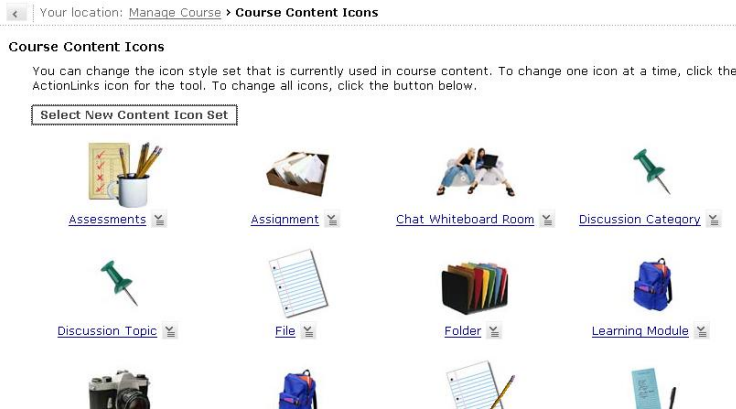 Your location: Manage Course › Course Content Icons
Course Content Icons
You can change the icon style set that is currently used in course content. To change one icon at a time, click the
ActionLinks icon for the tool. To change all icons, click the button below.
Select New Content Icon Set
Assessments
Assignment
Chat Whiteboard Room
Discussion Category
Discussion Topic
File
Folder
Learning Module